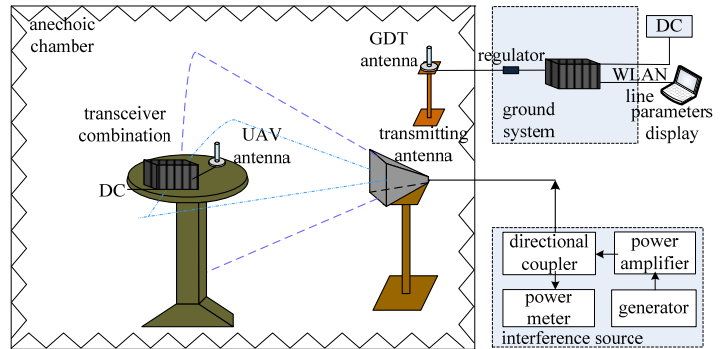 anechoic
chamber
transceiver
combination
UAV
antenna
DC
GDT
antenna
transmitting
antenna
regulator
ground
system
DC
WLAN
line
parameters
display
directional
coupler
power
amplifier
power
meter
generator
interference source